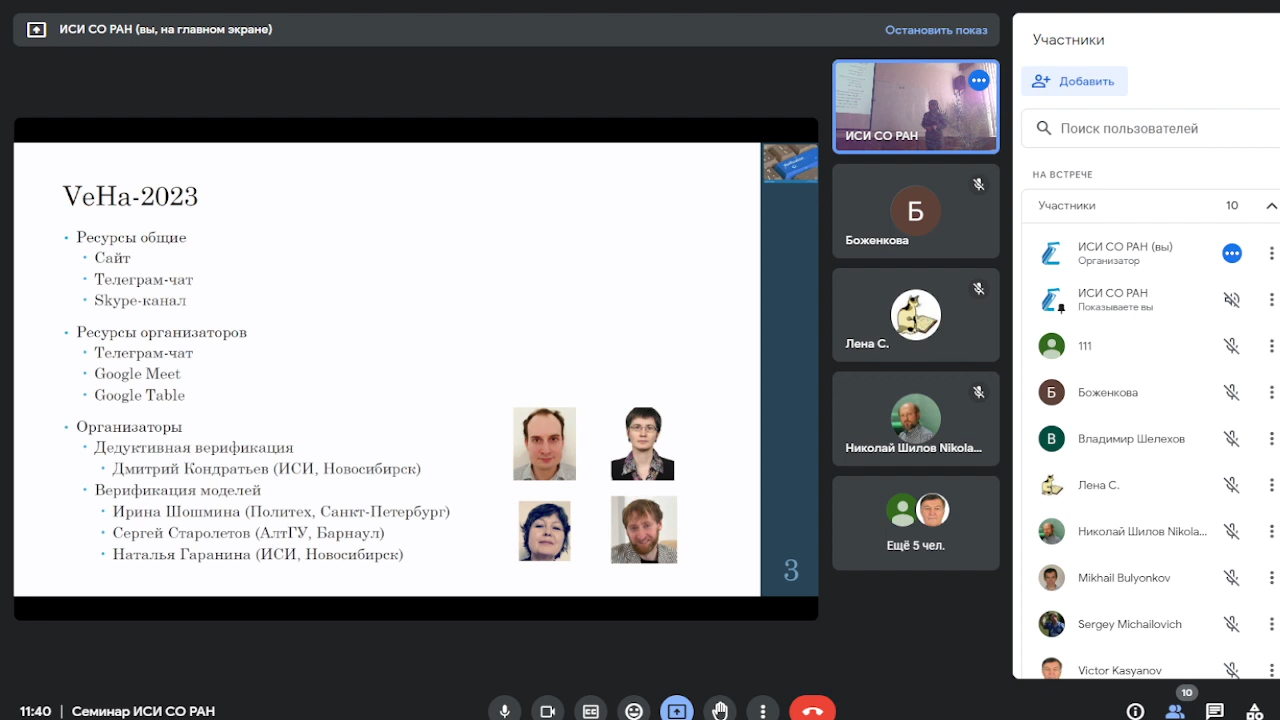 ИСИ СО РАН (вы, на главном экране)
Остановить показ
VeHa-2023
Ресурсы общие
Сайт
Телеграм-чат
Skype-канал
Ресурсы организаторов
Телеграм-чат
Google Meet
Google Table
Организаторы
Дедуктивная верификация
Дмитрий Кондратьев (ИСИ, Новосибирск)
Верификация моделей
Ирина Шошмина (Политех, Санкт-Петербург)
Сергей Старолетов (АлтГУ, Барнаул)
Наталья Гаранина (ИСИ, Новосибирск)
3
ИСИ СО РАН
Б
Боженкова
Лена С.
Николай Шилов Nikola...
Ещё 5 чел.
Участники
Добавить
Поиск пользователей
НА ВСТРЕЧЕ
Участники 10
ИСИ СО РАН (вы)
Организатор
ИСИ СО РАН
Показываете вы
111
Б Боженкова
В Владимир Шелехов
Лена С.
Николай Шилов Nikola...
Mikhail Bulyonkov
Sergey Michailovich
Victor Kasyanov
11:40 | Семинар ИСИ СО РАН
10